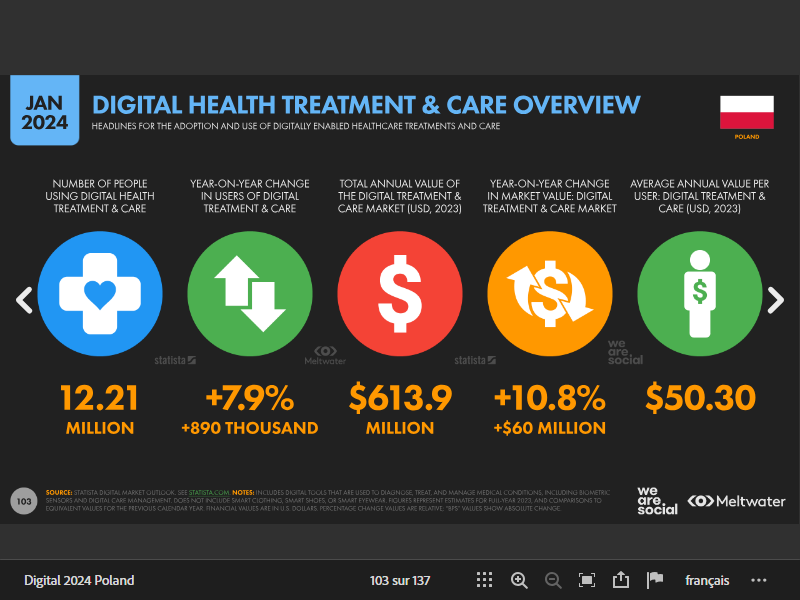 JAN
2024
DIGITAL HEALTH TREATMENT & CARE OVERVIEW
HEADLINES FOR THE ADOPTION AND USE OF DIGITALLY ENABLED HEALTHCARE TREATMENTS AND CARE
POLAND
NUMBER OF PEOPLE
USING DIGITAL HEALTH
TREATMENT & CARE
YEAR-ON-YEAR CHANGE
IN USERS OF DIGITAL
TREATMENT & CARE
TOTAL ANNUAL VALUE OF
THE DIGITAL TREATMENT &
CARE MARKET (USD, 2023)
YEAR-ON-YEAR CHANGE
IN MARKET VALUE: DIGITAL
TREATMENT & CARE MARKET
AVERAGE ANNUAL VALUE PER
USER: DIGITAL TREATMENT &
CARE (USD, 2023)
$
$
$
statista
Meltwater
statista
we
are.
social
12.21
MILLION
+7.9%
+890 THOUSAND
$613.9
MILLION
+10.8%
+$60 MILLION
$50.30
103
SOURCE: STATISTA DIGITAL MARKET OUTLOOK. SEE STATISTA.COM. NOTES: INCLUDES DIGITAL TOOLS THAT ARE USED TO DIAGNOSE, TREAT, AND MANAGE MEDICAL CONDITIONS, INCLUDING BIOMETRIC
SENSORS AND DIGITAL CARE MANAGEMENT. DOES NOT INCLUDE SMART CLOTHING, SMART SHOES, OR SMART EYEWEAR. FIGURES REPRESENT ESTIMATES FOR FULL-YEAR 2023, AND COMPARISONS TO
EQUIVALENT VALUES FOR THE PREVIOUS CALENDAR YEAR. FINANCIAL VALUES ARE IN U.S. DOLLARS. PERCENTAGE CHANGE VALUES ARE RELATIVE; "BPS" VALUES SHOW ABSOLUTE CHANGE.
we
are.
social
Meltwater
Digital 2024 Poland
103 sur 137
français